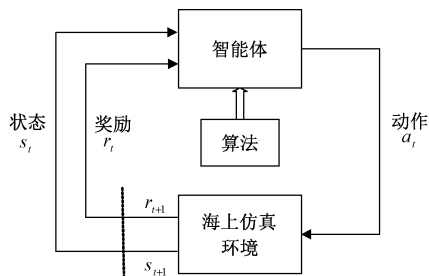 智能体
状态
s_t
奖励
r_t
算法
动作
a_t
r_{t+1}
海上仿真
环境
s_{t+1}